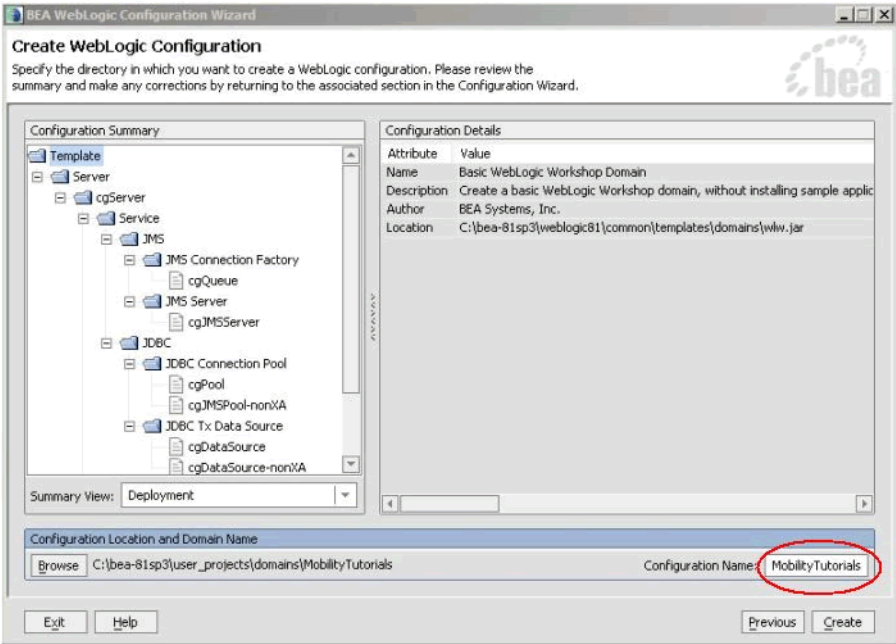 BEA WebLogic Configuration Wizard
Create WebLogic Configuration
Specify the directory in which you want to create a WebLogic configuration. Please review the
summary and make any corrections by returning to the associated section in the Configuration Wizard.
bea
Configuration Summary
Template
Server
cgServer
Service
JMS
JMS Connection Factory
cgQueue
JMS Server
cgJMSServer
JDBC
JDBC Connection Pool
cgPool
cgJMSPool-nonXA
JDBC Tx Data Source
cgDataSource
cgDataSource-nonXA
Summary View: Deployment
Configuration Details
Attribute Value
Name Basic WebLogic Workshop Domain
Description Create a basic WebLogic Workshop domain, without installing sample applic
Author BEA Systems, Inc.
Location C:\bea-81sp3\weblogic81\common\templates\domains\wlw.jar
Configuration Location and Domain Name
Browse C:\bea-81sp3\user_projects\domains\MobilityTutorials Configuration Name: MobilityTutorials
Exit Help Previous Create